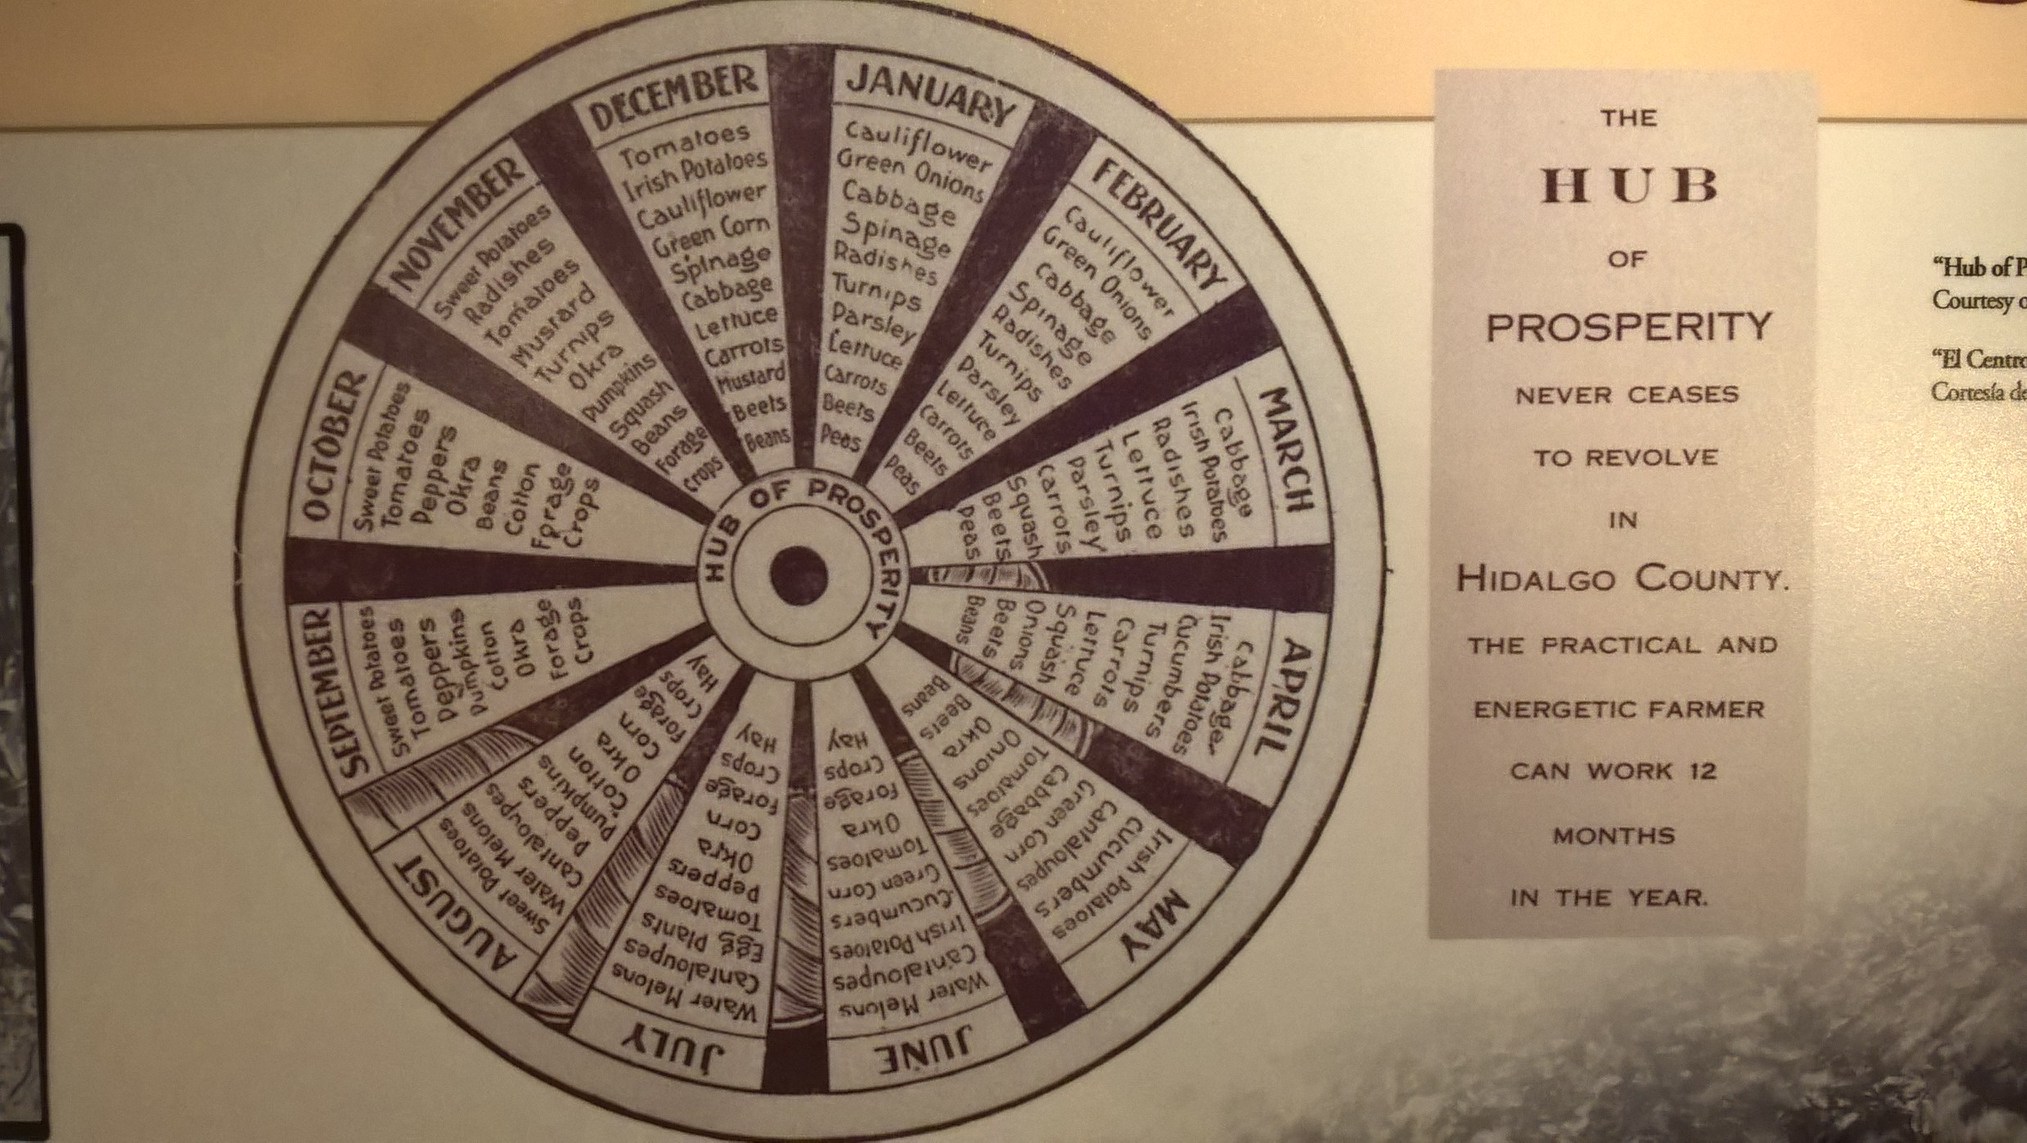 HUB OF PROSPERITY
JANUARY
Cauliflower
Green Onions
Cabbage
Spinage
Radishes
Turnips
Parsley
Lettuce
Carrots
Beets
Peas
FEBRUARY
Cauliflower
Green Onions
Cabbage
Spinage
Radishes
Turnips
Parsley
Lettuce
Carrots
Beets
Peas
MARCH
Cabbage
Irish Potatoes
Radishes
Lettuce
Turnips
Parsley
Carrots
Squash
Beets
Peas
APRIL
Cabbage
Irish Potatoes
Cucumbers
Turnips
Carrots
Lettuce
Squash
Onions
Beets
Beans
MAY
Irish Potatoes
Cucumbers
Cantaloupes
Green Corn
Cabbage
Tomatoes
Onions
Okra
Beets
Beans
JUNE
Water Melons
Cantaloupes
Irish Potatoes
Cucumbers
Green Corn
Tomatoes
Okra
Forage
Crops
Hay
JULY
Water Melons
Cantaloupes
Egg Plants
Tomatoes
Peppers
Okra
Corn
Forage
Crops
Hay
AUGUST
Sweet Potatoes
Water Melons
Cantaloupes
Peppers
Pumpkins
Cotton
Okra
Corn
Forage
Crops
Hay
SEPTEMBER
Sweet Potatoes
Tomatoes
Peppers
Pumpkins
Cotton
Okra
Forage
Crops
OCTOBER
Sweet Potatoes
Tomatoes
Peppers
Okra
Beans
Cotton
Forage
Crops
NOVEMBER
Sweet Potatoes
Radishes
Tomatoes
Mustard
Turnips
Okra
Pumpkins
Squash
Beans
Forage
Crops
DECEMBER
Tomatoes
Irish Potatoes
Cauliflower
Green Corn
Spinage
Cabbage
Lettuce
Carrots
Mustard
Beets
Beans
THE
HUB
OF
PROSPERITY
NEVER CEASES
TO REVOLVE
IN
HIDALGO COUNTY.
THE PRACTICAL AND
ENERGETIC FARMER
CAN WORK 12
MONTHS
IN THE YEAR.
“Hub of P
Courtesy o
“El Centro
Cortesía de